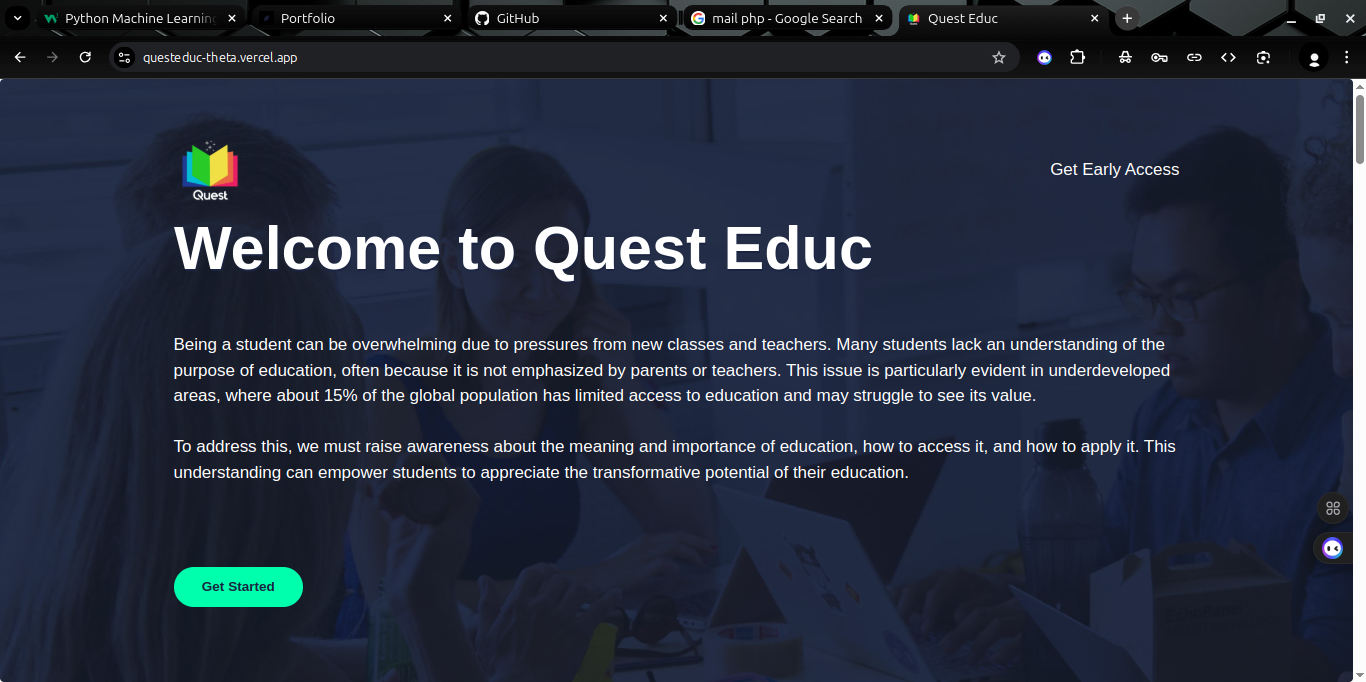 Python Machine Learning
Portfolio
GitHub
mail php - Google Search
Quest Educ
questeduc-theta.vercel.app
Quest
Get Early Access
Welcome to Quest Educ
Being a student can be overwhelming due to pressures from new classes and teachers. Many students lack an understanding of the
purpose of education, often because it is not emphasized by parents or teachers. This issue is particularly evident in underdeveloped
areas, where about 15% of the global population has limited access to education and may struggle to see its value.
To address this, we must raise awareness about the meaning and importance of education, how to access it, and how to apply it. This
understanding can empower students to appreciate the transformative potential of their education.
Get Started